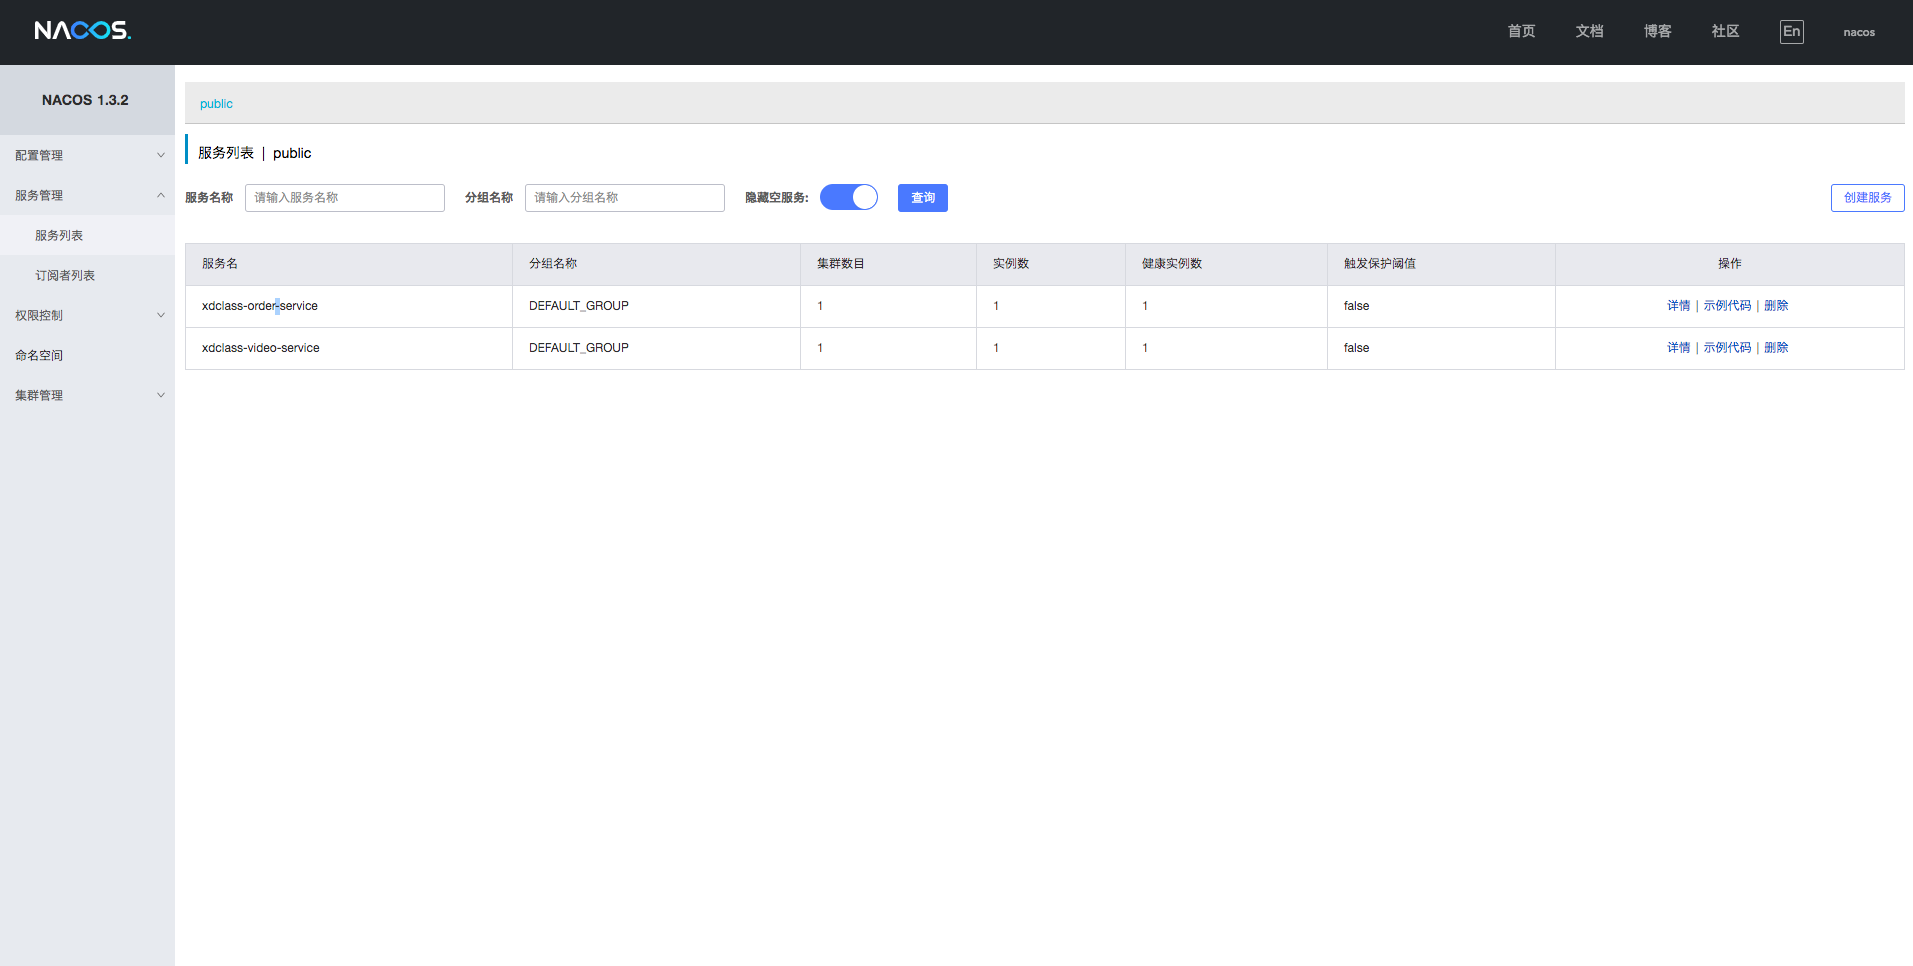 NACOS.
首页 文档 博客 社区 En nacos
NACOS 1.3.2
配置管理
服务管理
服务列表
订阅者列表
权限控制
命名空间
集群管理
public
服务列表 | public
服务名称 请输入服务名称 分组名称 请输入分组名称 隐藏空服务: 查询 创建服务
服务名 分组名称 集群数目 实例数 健康实例数 触发保护阈值 操作
xdclass-order-service DEFAULT_GROUP 1 1 1 false 详情 | 示例代码 | 删除
xdclass-video-service DEFAULT_GROUP 1 1 1 false 详情 | 示例代码 | 删除